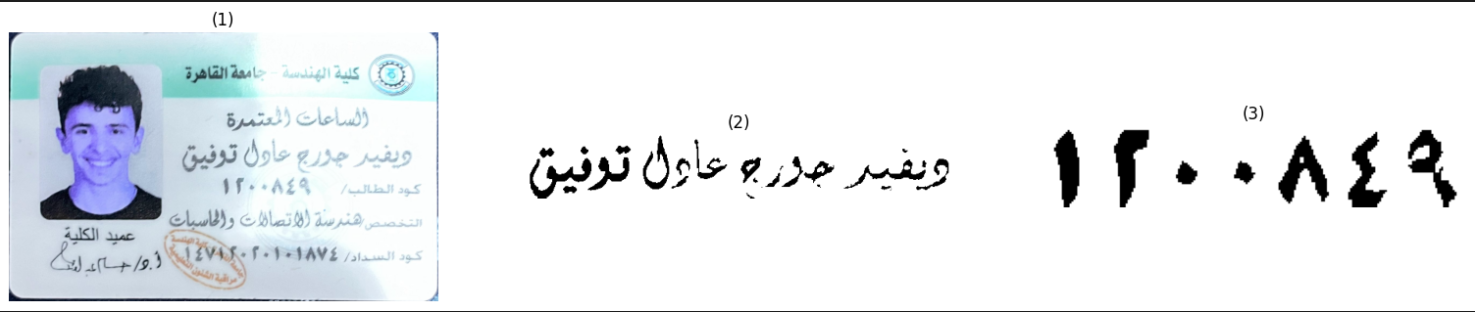 (1)
كلية الهندسة - جامعة القاهرة
الساعات المعتمدة
ديفيد جورج عادل توفيق
كود الطالب/ ١٢٠٠٨٤٩
التخصص/هندسة الاتصالات والحاسبات
كود السداد/ ١٤٧١٢٠٢٠١٠١٨٧٤
عميد الكلية
(2)
ديفيد جورج عادل توفيق
(3)
١٢٠٠٨٤٩